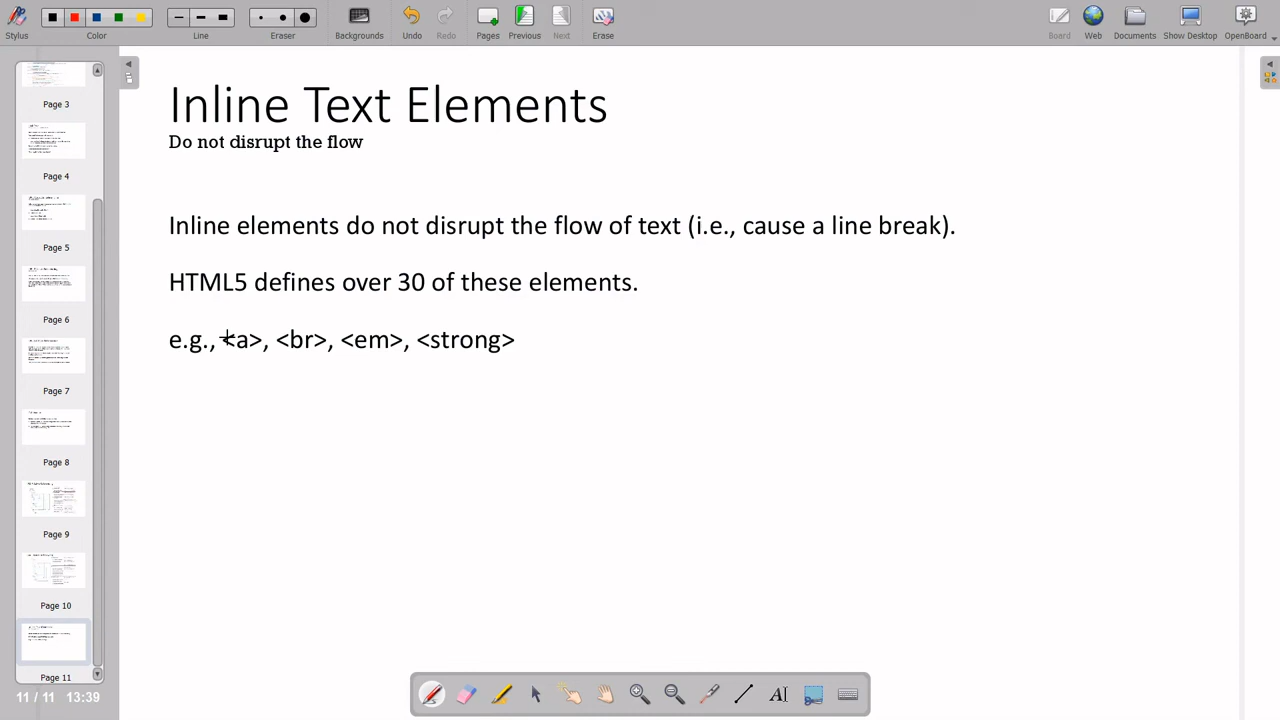 Stylus
Color
Line
Eraser
Backgrounds
Undo
Redo
Pages
Previous
Next
Erase
Board
Web
Documents
Show Desktop
OpenBoard
Page 3
Page 4
Page 5
Page 6
Page 7
Page 8
Page 9
Page 10
Page 11
11 / 11 13:39
Inline Text Elements
Do not disrupt the flow
Inline elements do not disrupt the flow of text (i.e., cause a line break).
HTML5 defines over 30 of these elements.
e.g., <a>, <br>, <em>, <strong>
AI